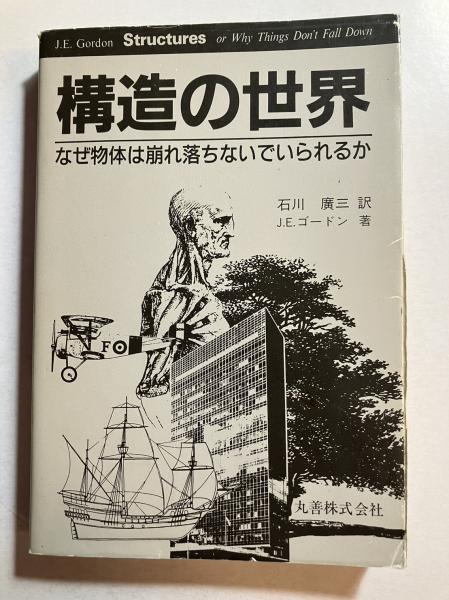 J.E. Gordon Structures or Why Things Don't Fall Down
構造の世界
なぜ物体は崩れ落ちないでいられるか
石川 廣三 訳
J.E.ゴードン 著
F
丸善株式会社